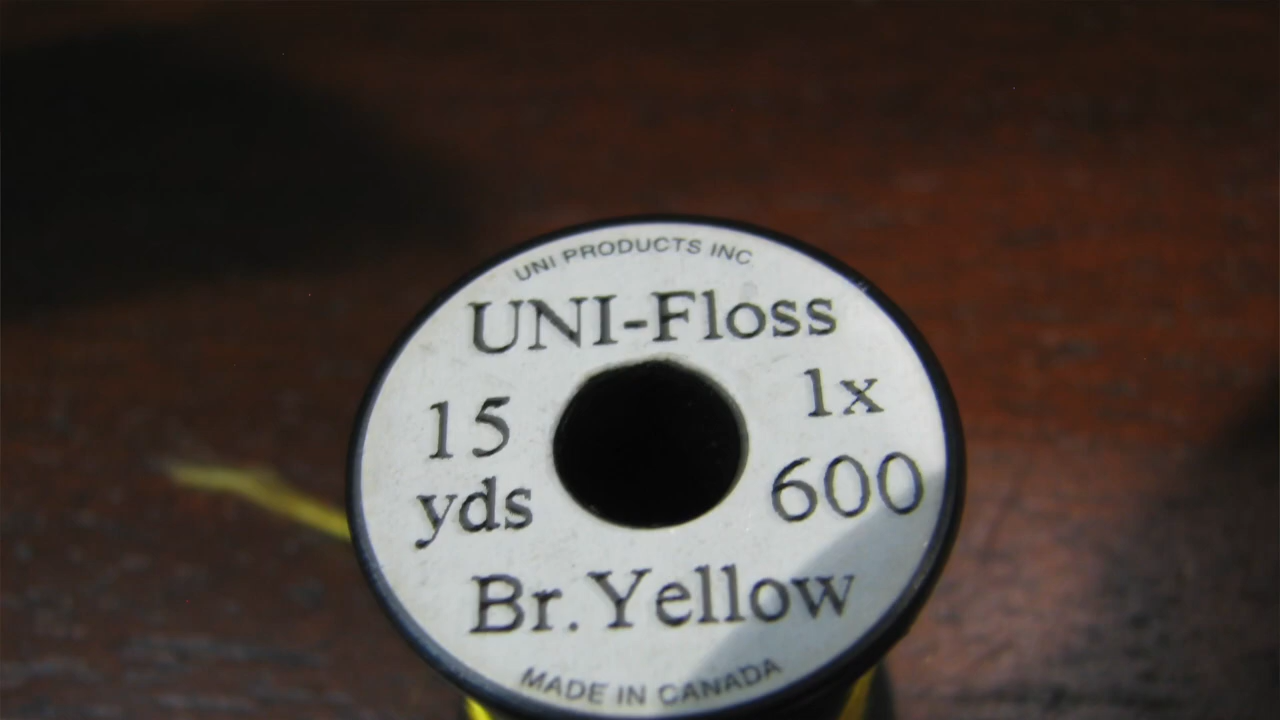 UNI PRODUCTS INC
UNI-Floss
15 yds
1x 600
Br. Yellow
MADE IN CANADA